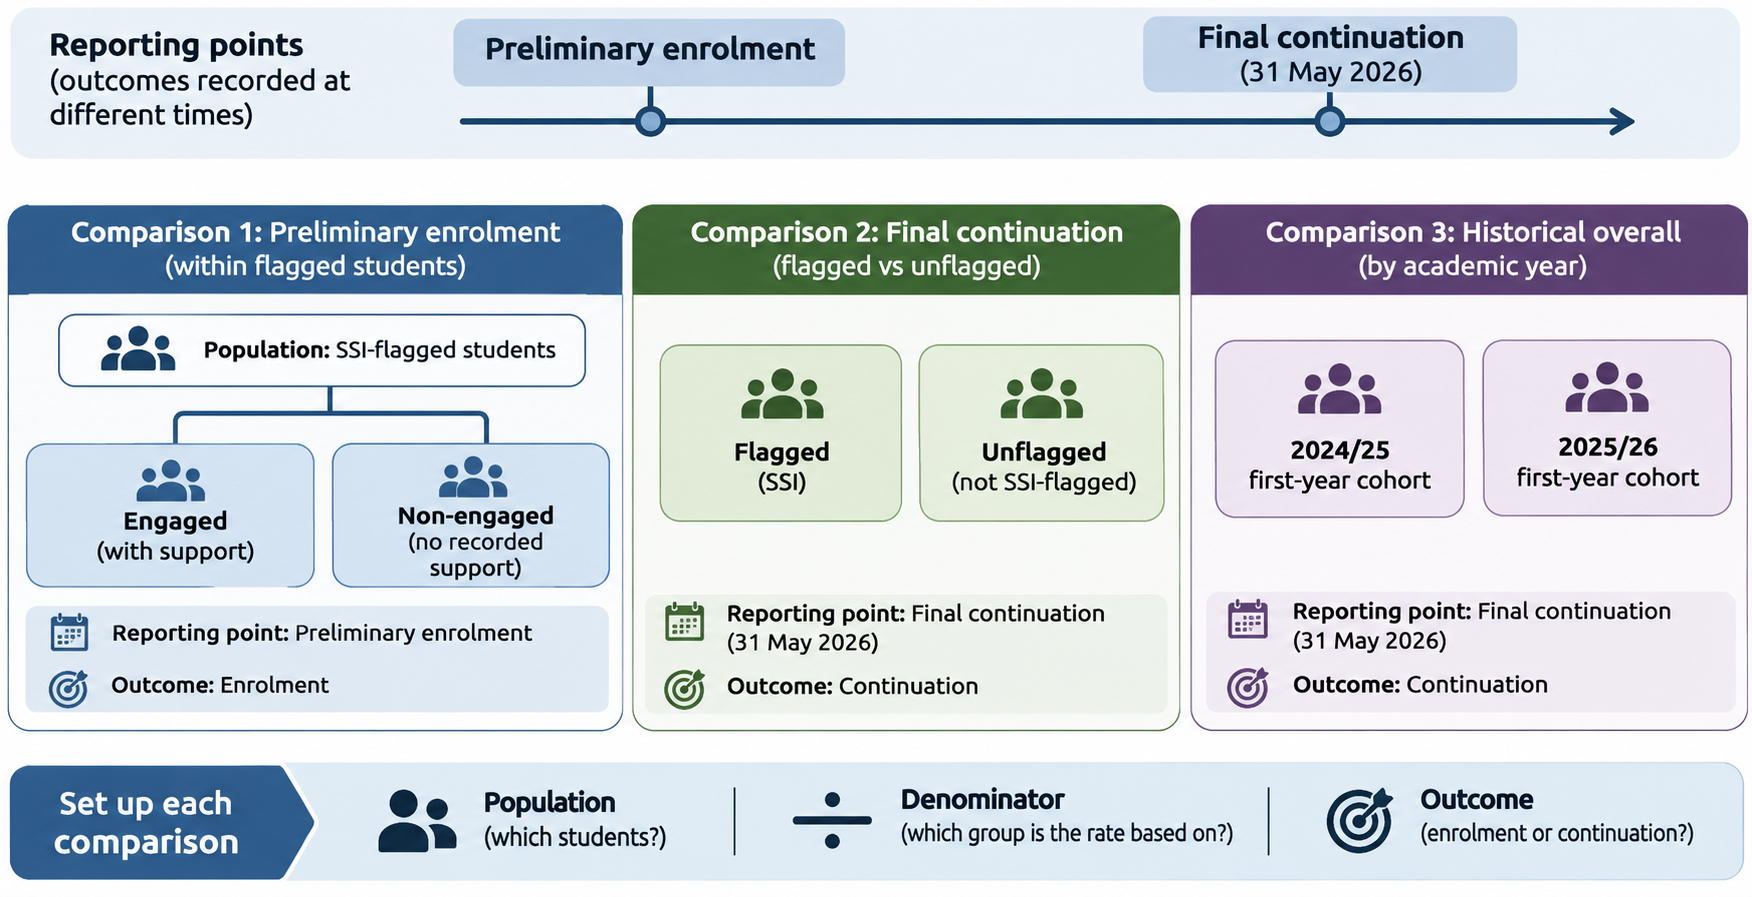 Reporting points
(outcomes recorded at
different times)
Preliminary enrolment
Final continuation
(31 May 2026)
Comparison 1: Preliminary enrolment
(within flagged students)
Population: SSI-flagged students
Engaged
(with support)
Non-engaged
(no recorded
support)
Reporting point: Preliminary enrolment
Outcome: Enrolment
Comparison 2: Final continuation
(flagged vs unflagged)
Flagged
(SSI)
Unflagged
(not SSI-flagged)
Reporting point: Final continuation
(31 May 2026)
Outcome: Continuation
Comparison 3: Historical overall
(by academic year)
2024/25
first-year cohort
2025/26
first-year cohort
Reporting point: Final continuation
(31 May 2026)
Outcome: Continuation
Set up each
comparison
Population
(which students?)
Denominator
(which group is the rate based on?)
Outcome
(enrolment or continuation?)